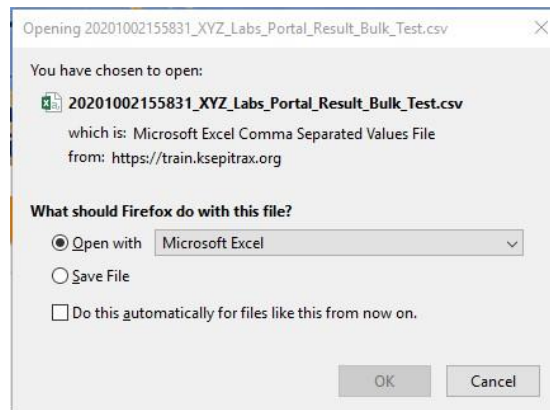 Opening 20201002155831_XYZ_Labs_Portal_Result_Bulk_Test.csv
You have chosen to open:
20201002155831_XYZ_Labs_Portal_Result_Bulk_Test.csv
which is: Microsoft Excel Comma Separated Values File
from: https://train.ksepitrax.org
What should Firefox do with this file?
Open with Microsoft Excel
Save File
Do this automatically for files like this from now on.
OK Cancel